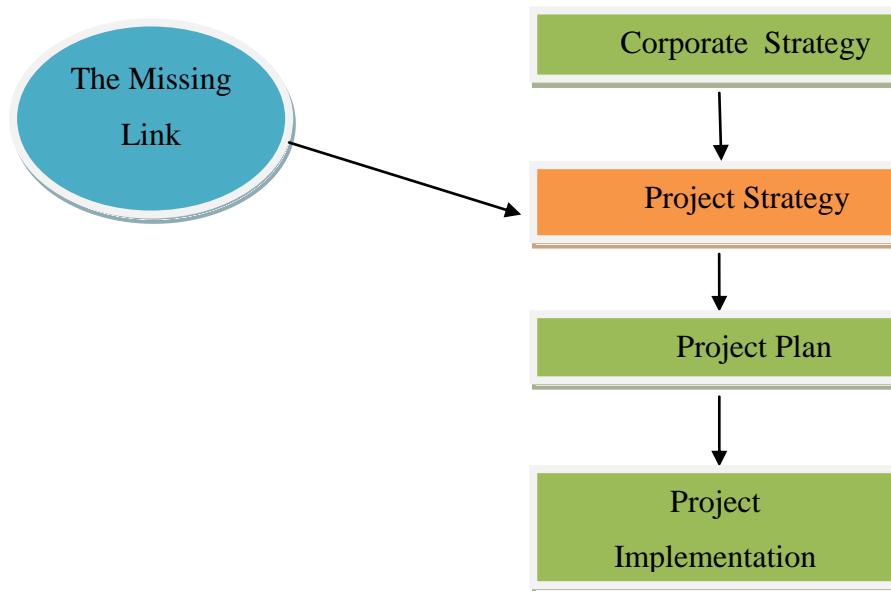 The Missing
Link
Corporate  Strategy
Project Strategy
Project Plan
Project
Implementation